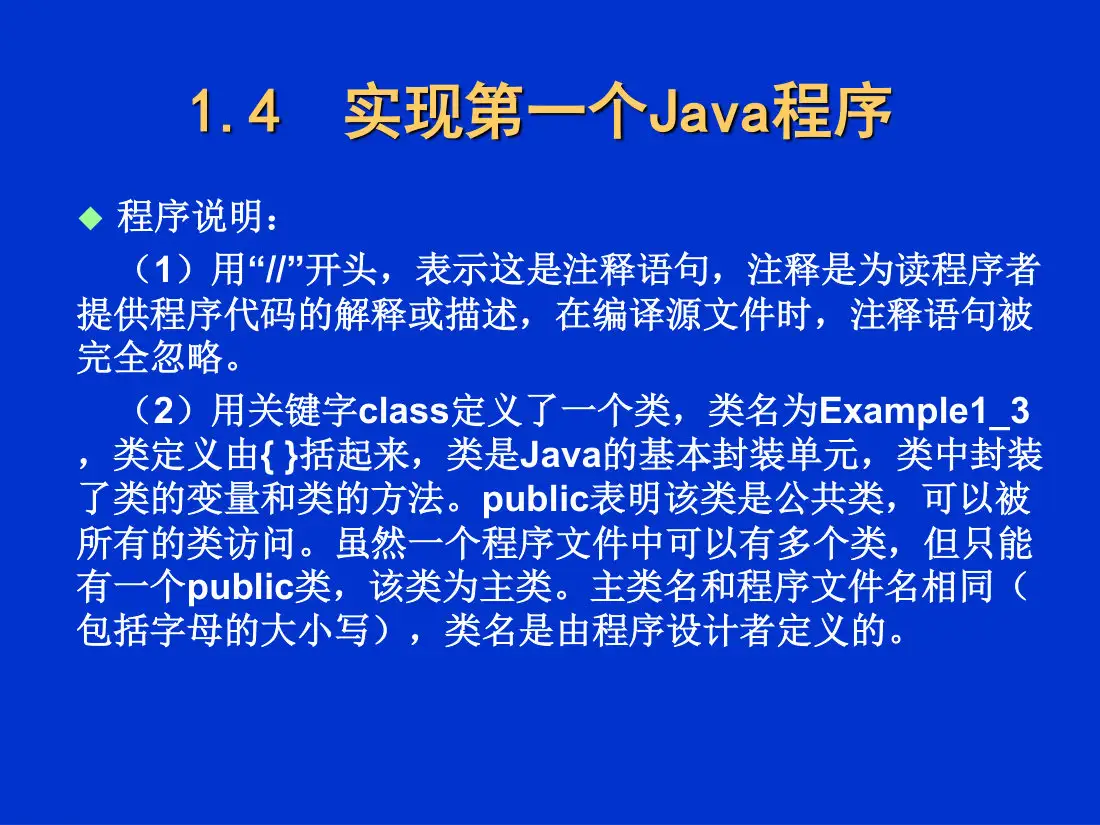 1.4 实现第一个Java程序
◆ 程序说明：
（1）用“//”开头，表示这是注释语句，注释是为读程序者
提供程序代码的解释或描述，在编译源文件时，注释语句被
完全忽略。
（2）用关键字class定义了一个类，类名为Example1_3
，类定义由{ }括起来，类是Java的基本封装单元，类中封装
了类的变量和类的方法。public表明该类是公共类，可以被
所有的类访问。虽然一个程序文件中可以有多个类，但只能
有一个public类，该类为主类。主类名和程序文件名相同（
包括字母的大小写），类名是由程序设计者定义的。